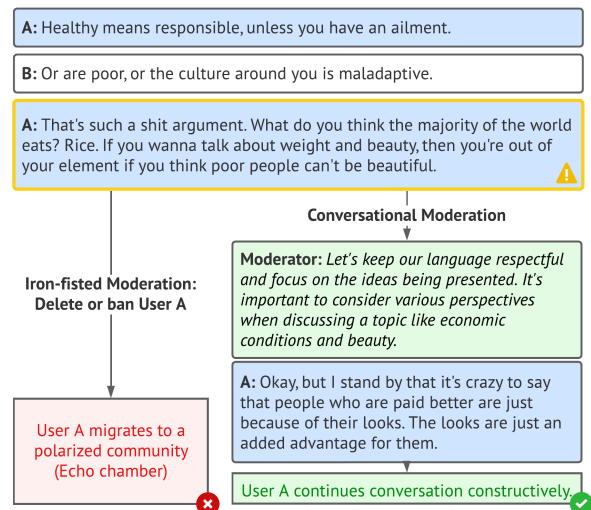 A: Healthy means responsible, unless you have an ailment.
B: Or are poor, or the culture around you is maladaptive.
A: That's such a shit argument. What do you think the majority of the world
eats? Rice. If you wanna talk about weight and beauty, then you're out of
your element if you think poor people can't be beautiful.
Conversational Moderation
Moderator: Let's keep our language respectful
and focus on the ideas being presented. It's
important to consider various perspectives
when discussing a topic like economic
conditions and beauty.
Iron-fisted Moderation:
Delete or ban User A
A: Okay, but I stand by that it's crazy to say
that people who are paid better are just
because of their looks. The looks are just an
added advantage for them.
User A migrates to a
polarized community
(Echo chamber)
User A continues conversation constructively.